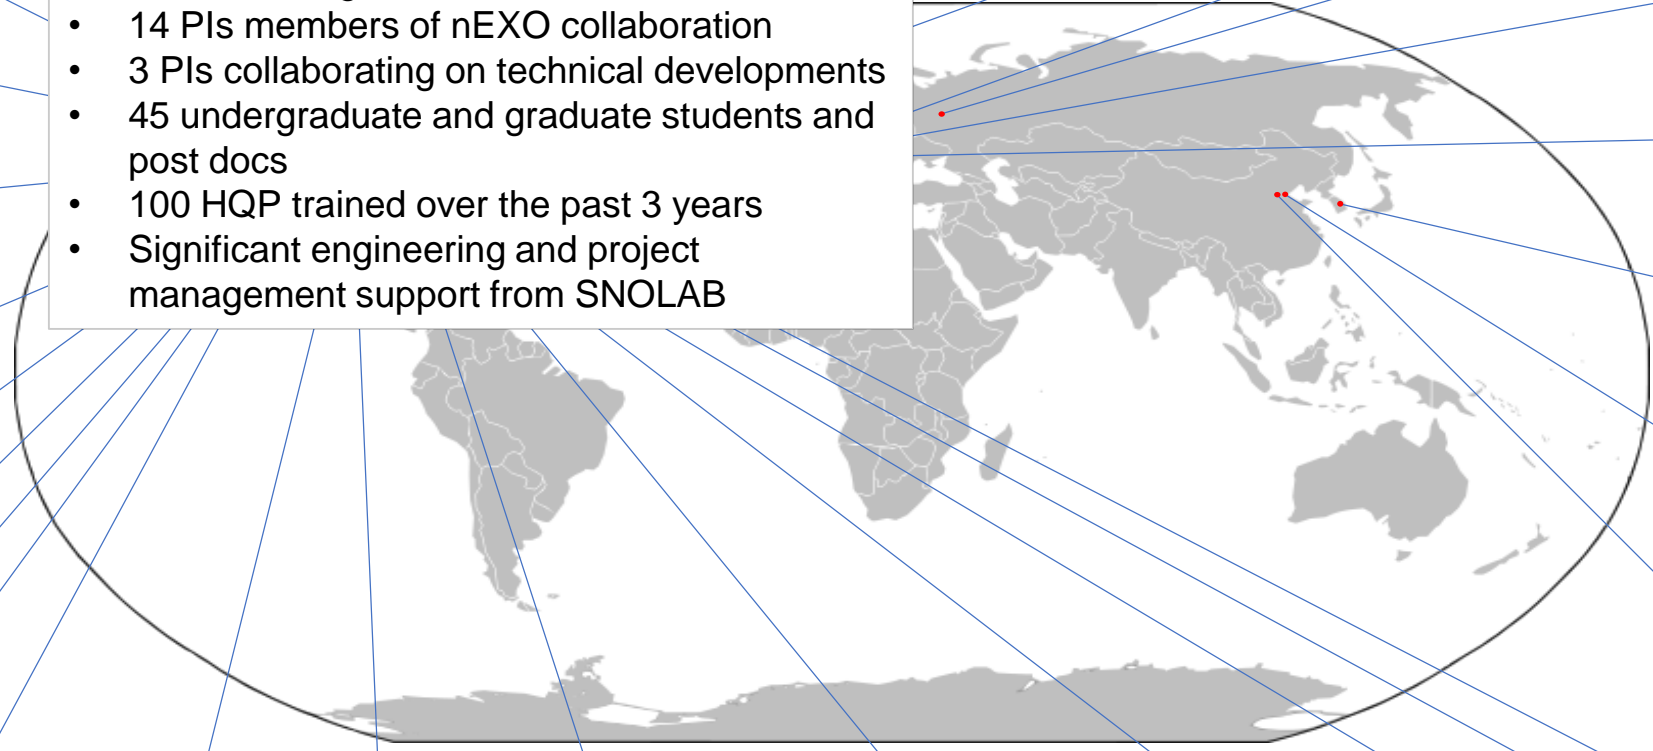 • 14 PIs members of nEXO collaboration
• 3 PIs collaborating on technical developments
• 45 undergraduate and graduate students and
post docs
• 100 HQP trained over the past 3 years
• Significant engineering and project
management support from SNOLAB